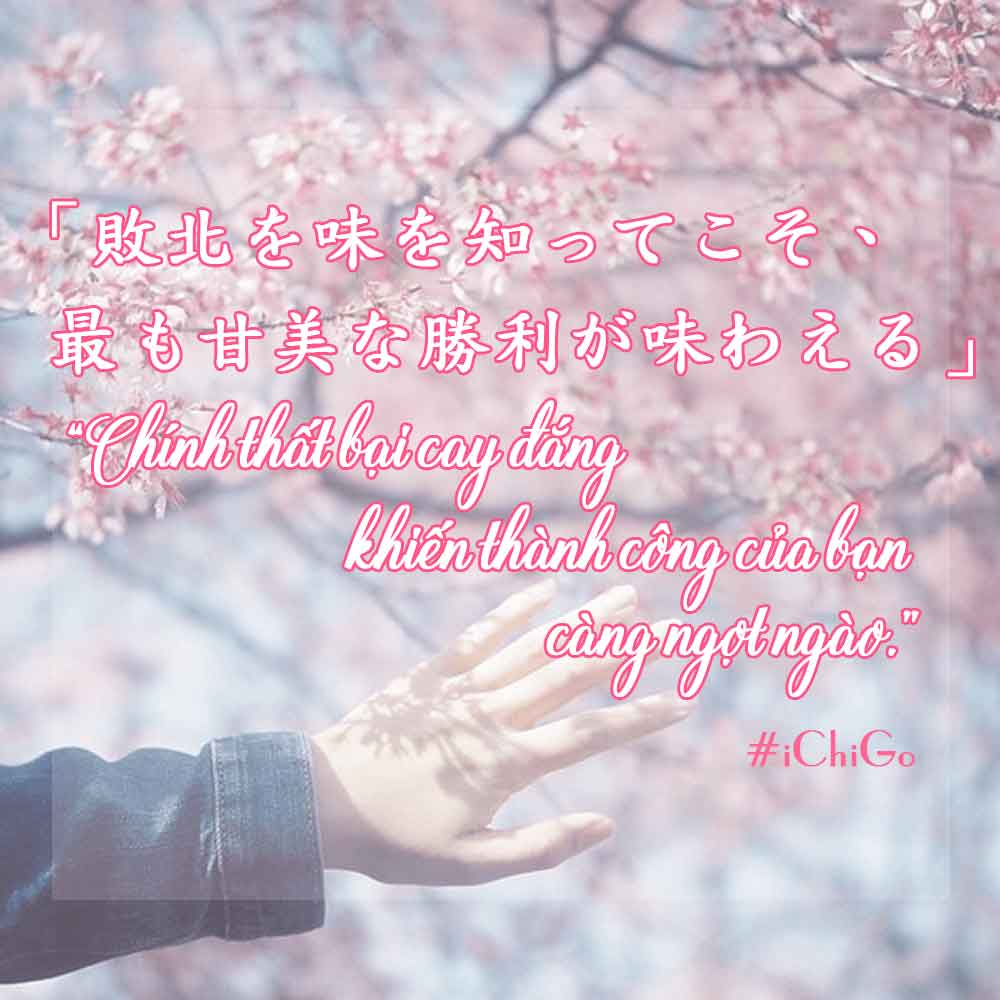 「敗北を味を知ってこそ、
最も甘美な勝利が味わえる」
“Chính thất bại cay đắng
khiến thành công của bạn
càng ngọt ngào."
#iChiGo